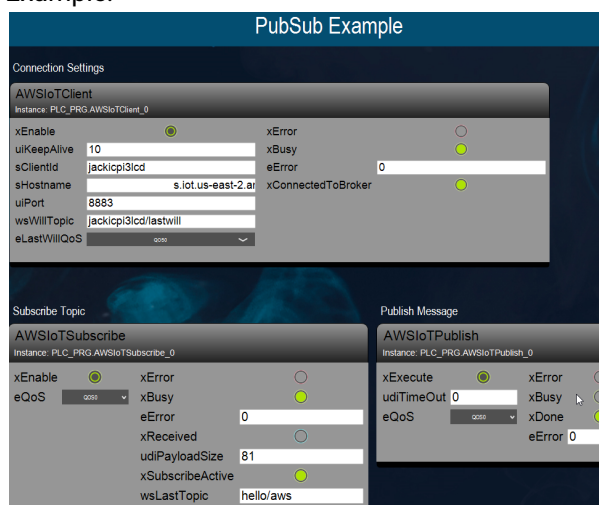 Example:
PubSub Example
Connection Settings
AWSIoTClient
Instance: PLC_PRG.AWSIoTClient_0
xEnable xError
uiKeepAlive 10 xBusy
sClientId jackicpi3lcd eError 0
sHostname s.iot.us-east-2.ar xConnectedToBroker
uiPort 8883
wsWillTopic jackicpi3lcd/lastwill
eLastWillQoS QOS0
Subscribe Topic Publish Message
AWSIoTSubscribe AWSIoTPublish
Instance: PLC_PRG.AWSIoTSubscribe_0 Instance: PLC_PRG.AWSIoTPublish_0
xEnable xError xExecute xError
eQoS QOS0 xBusy udiTimeOut 0 xBusy
eError 0 eQoS QOS0 xDone
xReceived eError 0
udiPayloadSize 81
xSubscribeActive
wsLastTopic hello/aws